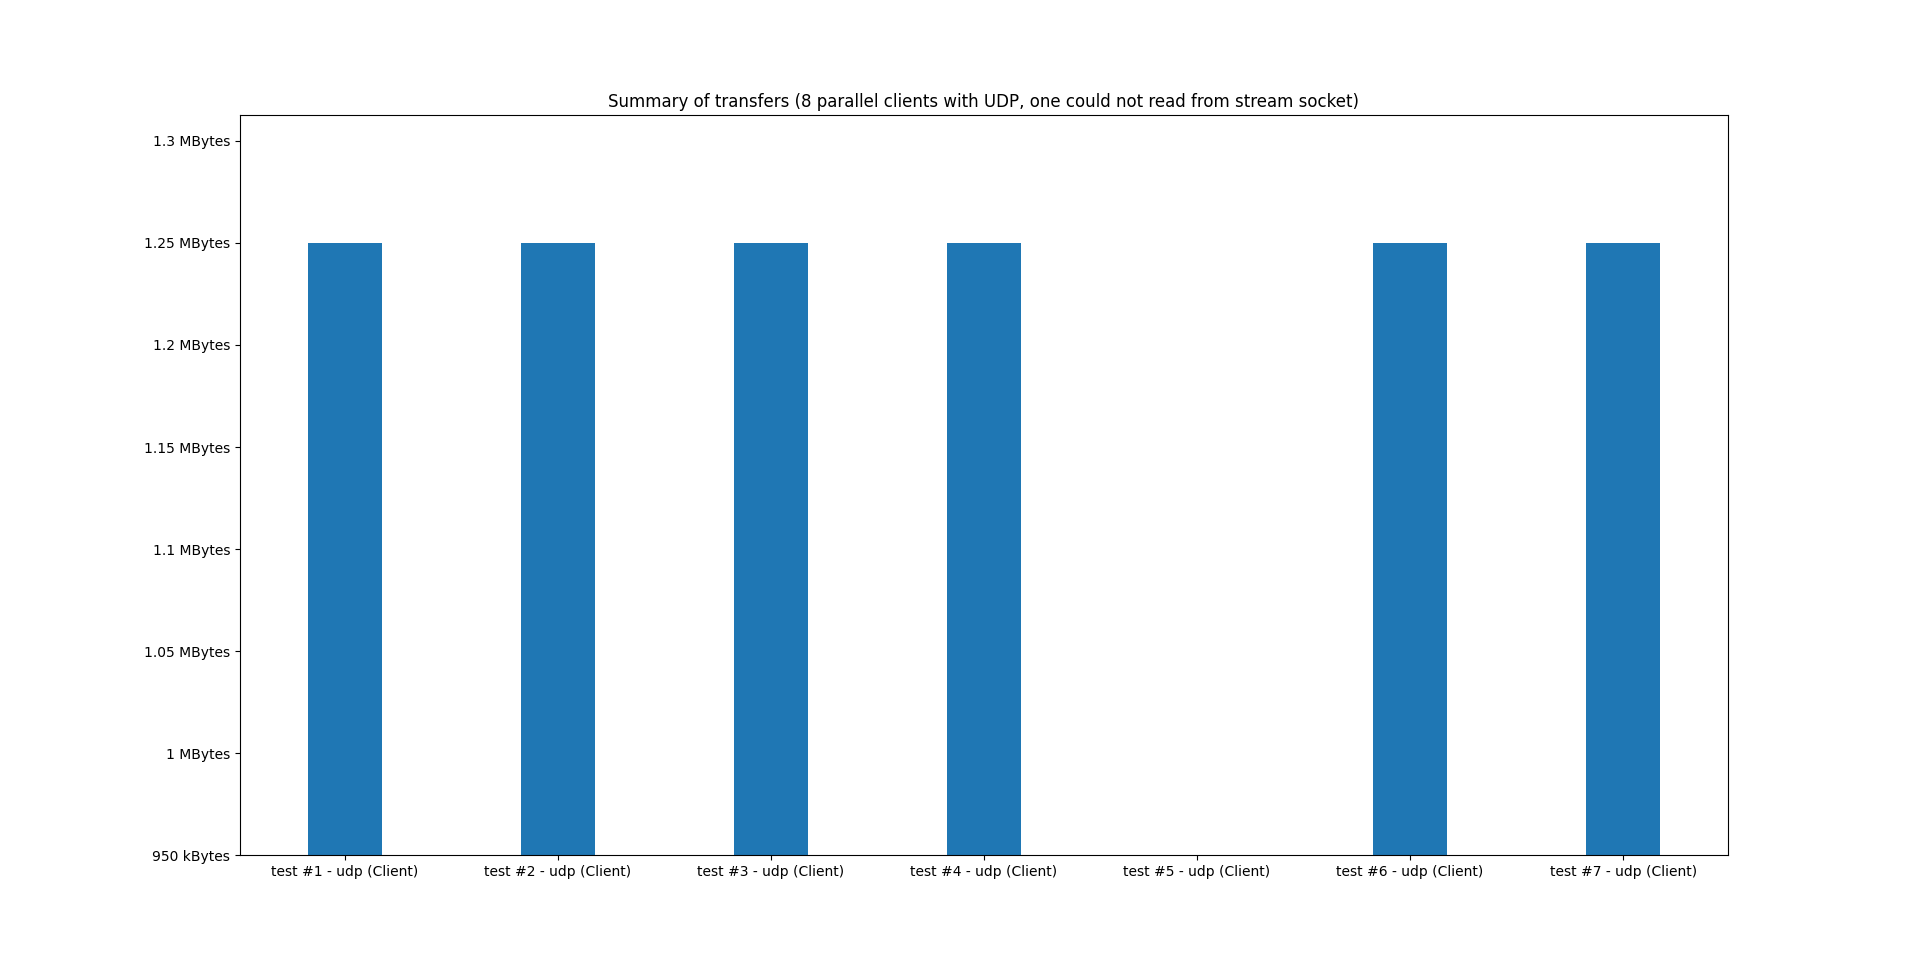 Summary of transfers (8 parallel clients with UDP, one could not read from stream socket)
1.3 MBytes
1.25 MBytes
1.2 MBytes
1.15 MBytes
1.1 MBytes
1.05 MBytes
1 MBytes
950 kBytes
test #1 - udp (Client) test #2 - udp (Client) test #3 - udp (Client) test #4 - udp (Client) test #5 - udp (Client) test #6 - udp (Client) test #7 - udp (Client)